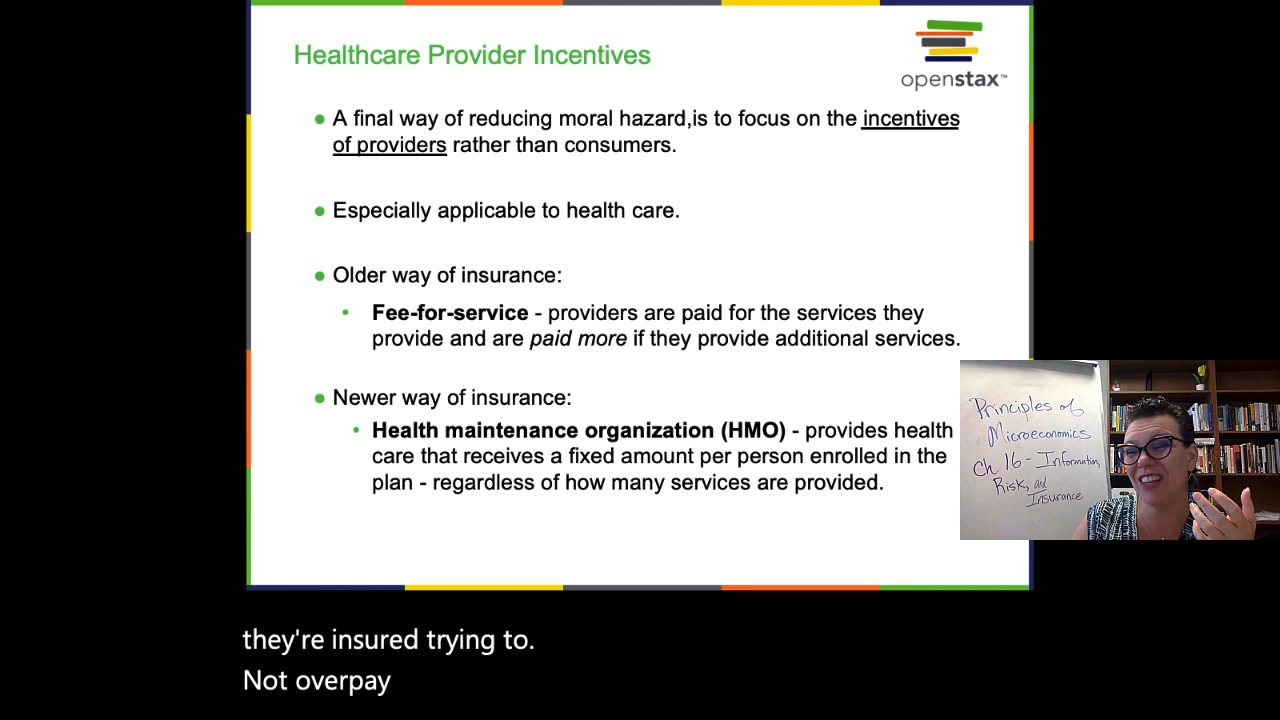 Healthcare Provider Incentives
openstax™
A final way of reducing moral hazard,is to focus on the incentives
of providers rather than consumers.
Especially applicable to health care.
Older way of insurance:
Fee-for-service - providers are paid for the services they
provide and are paid more if they provide additional services.
Newer way of insurance:
Health maintenance organization (HMO) - provides health
care that receives a fixed amount per person enrolled in the
plan - regardless of how many services are provided.
Principles of
Microeconomics
Ch 16 - Information,
Risk, and
Insurance
they're insured trying to.
Not overpay